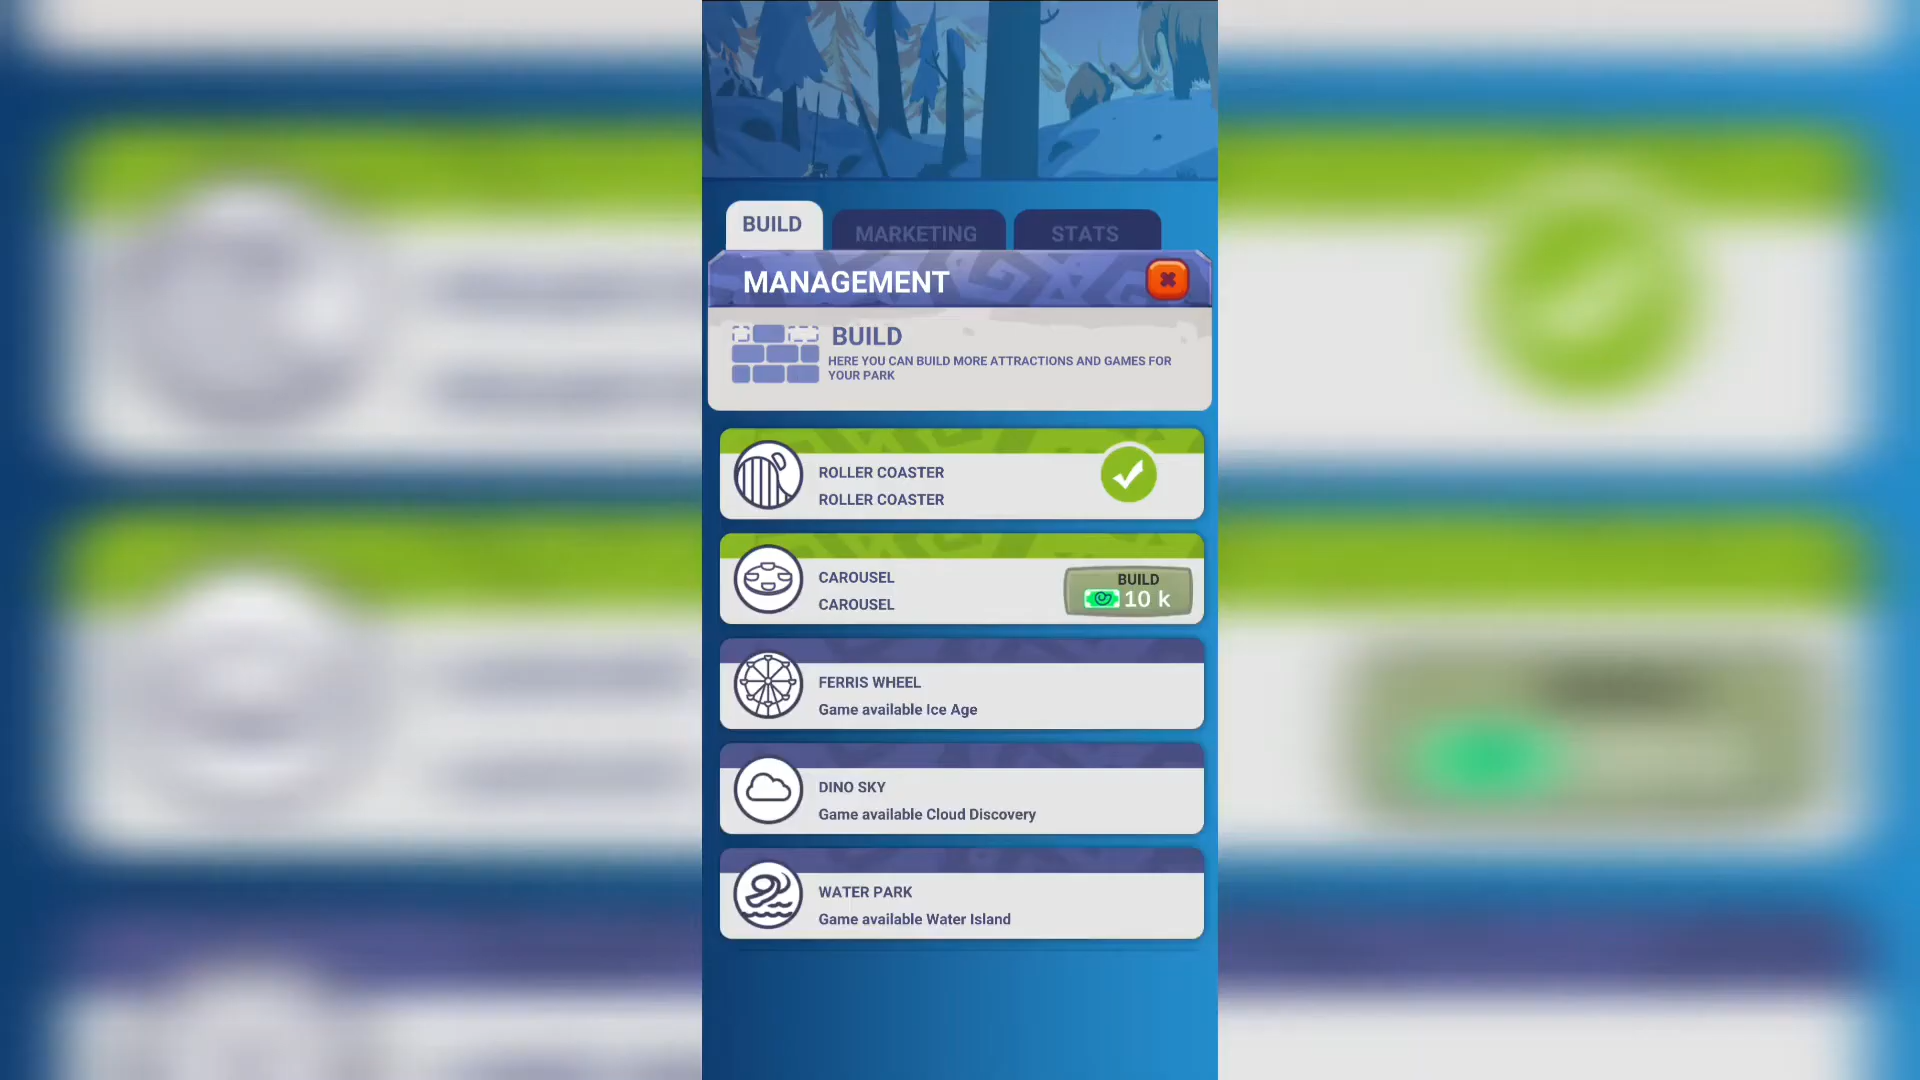 BUILD
MARKETING
STATS
MANAGEMENT
BUILD
HERE YOU CAN BUILD MORE ATTRACTIONS AND GAMES FOR
YOUR PARK
ROLLER COASTER
ROLLER COASTER
CAROUSEL
CAROUSEL
BUILD
10 k
FERRIS WHEEL
Game available Ice Age
DINO SKY
Game available Cloud Discovery
WATER PARK
Game available Water Island